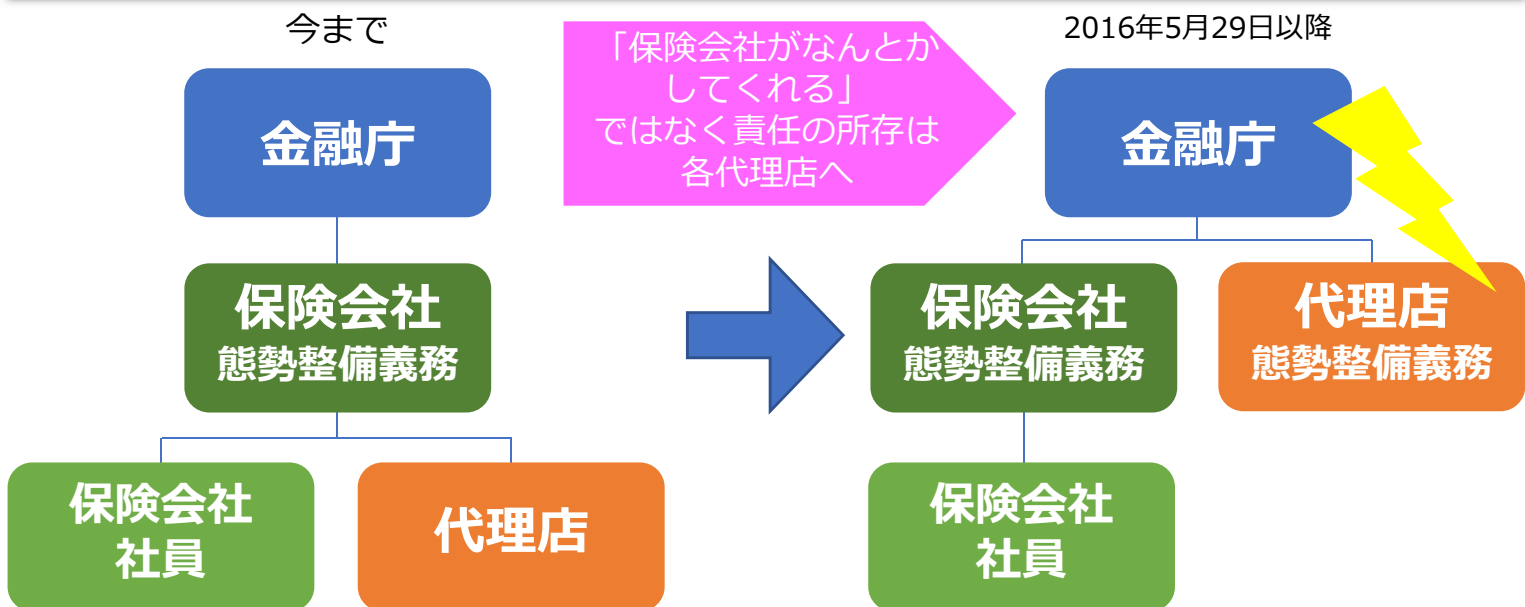 今まで
「保険会社がなんとか
してくれる」
ではなく責任の所存は
各代理店へ
2016年5月29日以降
金融庁
金融庁
保険会社
態勢整備義務
保険会社
態勢整備義務
代理店
態勢整備義務
保険会社
社員
代理店
保険会社
社員